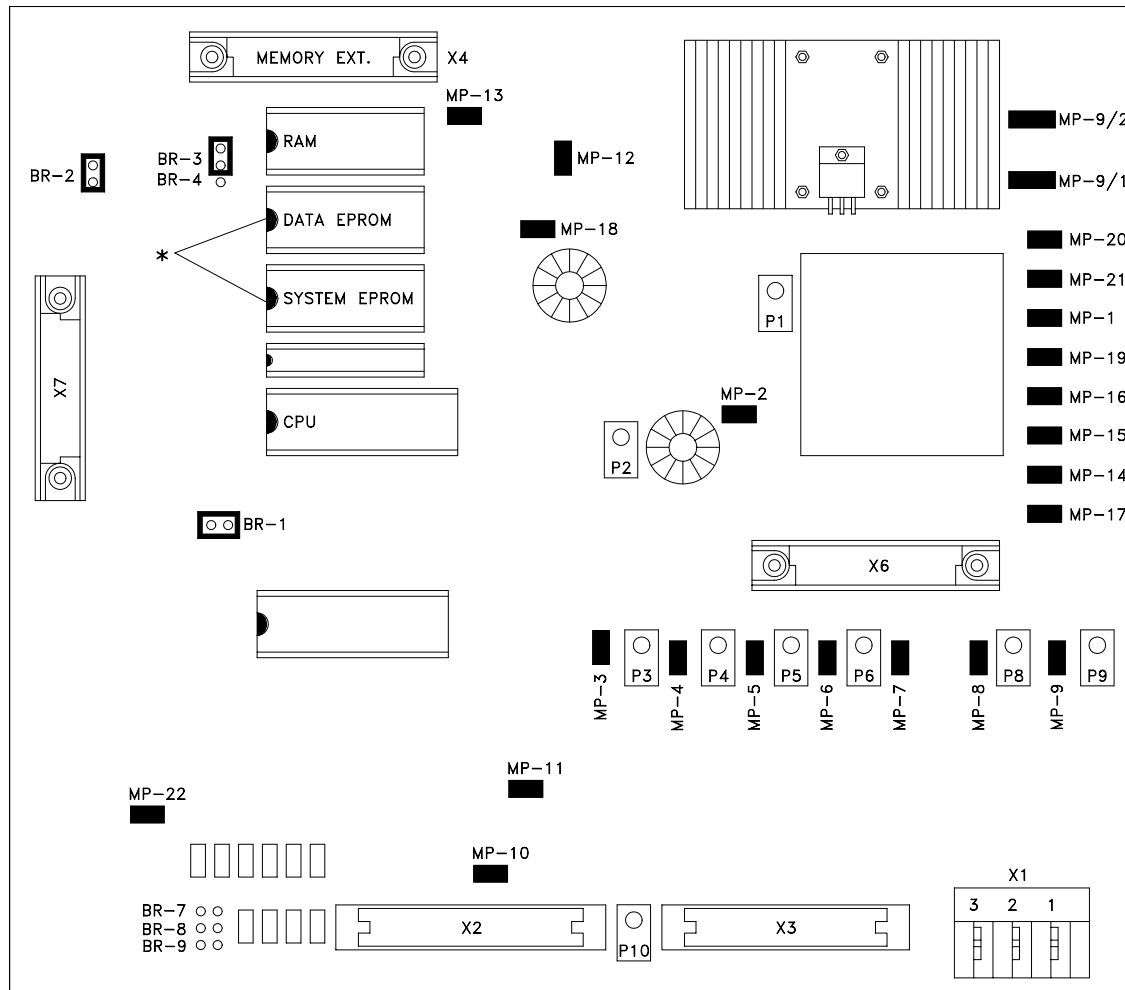 MEMORY EXT.
X4
MP-13
MP-9/2
RAM
BR-3
MP-12
BR-2
BR-4
MP-9/1
DATA EPROM
MP-18
MP-20
*
MP-21
SYSTEM EPROM
P1
MP-1
MP-19
X7
MP-2
MP-16
CPU
MP-15
P2
MP-14
BR-1
MP-17
X6
P3
P4
P5
P6
P8
P9
MP-3
MP-4
MP-5
MP-6
MP-7
MP-8
MP-9
MP-11
MP-22
MP-10
X1
3 2 1
BR-7
BR-8
BR-9
X2
P10
X3